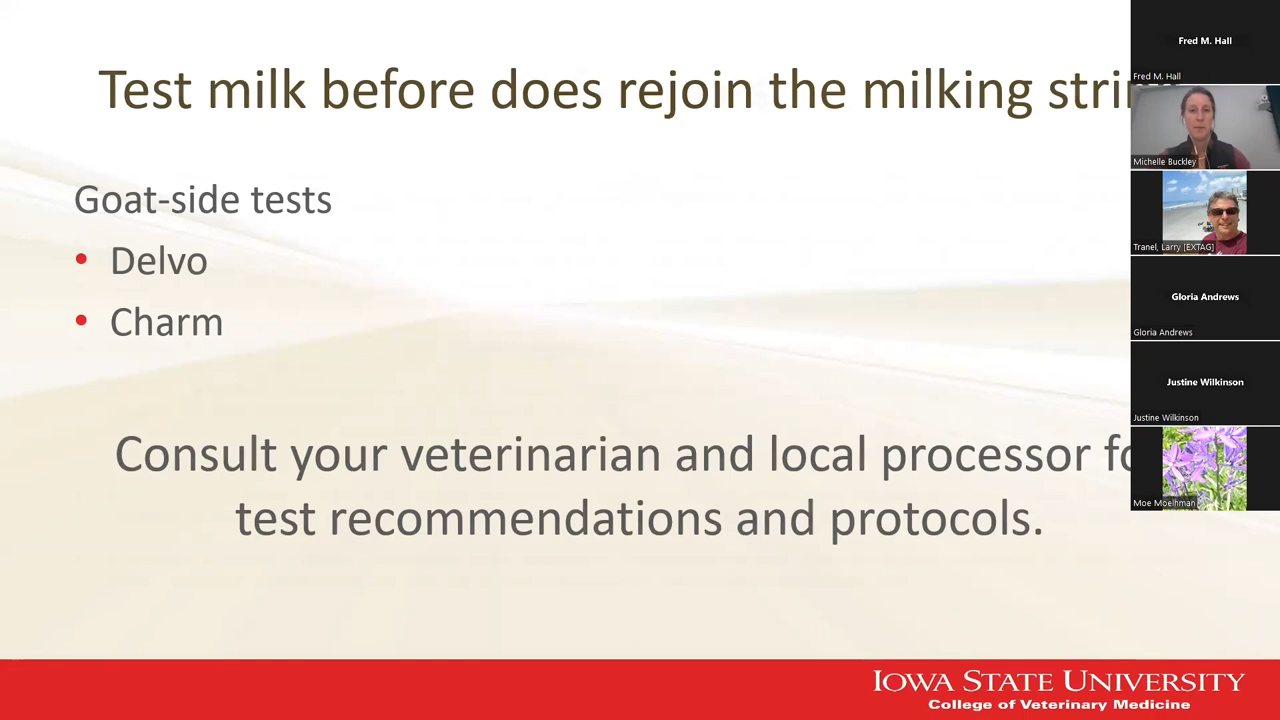 Test milk before does rejoin the milking stri
Goat-side tests
• Delvo
• Charm
Consult your veterinarian and local processor fo
test recommendations and protocols.
IOWA STATE UNIVERSITY
College of Veterinary Medicine
Fred M. Hall
Fred M. Hall
Michelle Buckley
Tranel, Larry [EXTAG]
Gloria Andrews
Gloria Andrews
Justine Wilkinson
Justine Wilkinson
Moe Moelhman